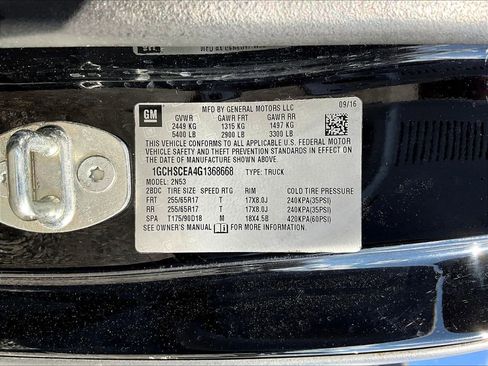 GM
MFD BY GENERAL MOTORS LLC 09/16
GVWR GAWR FRT GAWR RR
2449 KG 1315 KG 1497 KG
5400 LB 2900 LB 3300 LB
THIS VEHICLE CONFORMS TO ALL APPLICABLE U.S. FEDERAL MOTOR
VEHICLE SAFETY AND THEFT PREVENTION STANDARDS IN EFFECT
ON THE DATE OF MANUFACTURE SHOWN ABOVE.
1GCHSCEA4G1368668 TYPE: TRUCK
MODEL: 2N53
2BDC TIRE SIZE SPEED RTG RIM COLD TIRE PRESSURE
FRT 255/65R17 T 17X8.0J 240KPA(35PSI)
RR 255/65R17 T 17X8.0J 240KPA(35PSI)
SPA T175/90D18 M 18X4.5B 420KPA(60PSI)
SEE OWNER'S MANUAL FOR MORE INFORMATION.